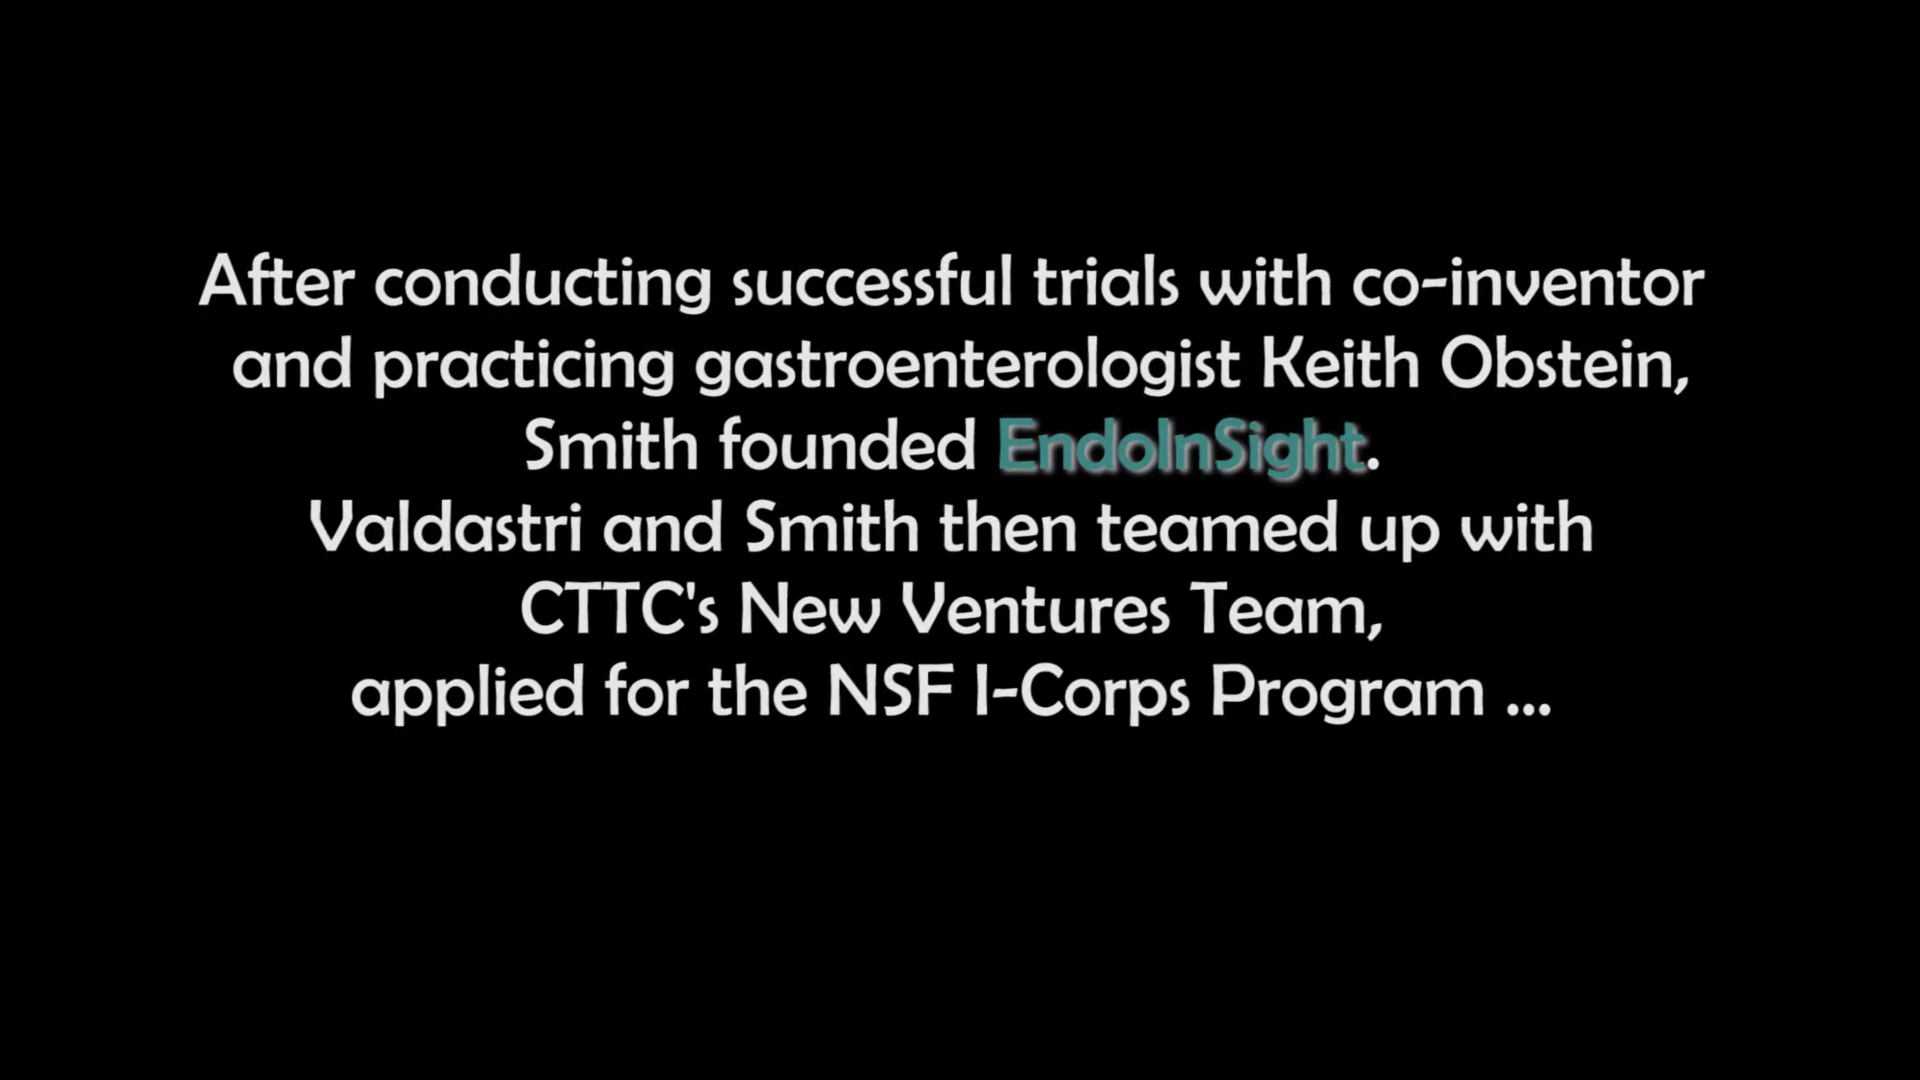 After conducting successful trials with co-inventor
and practicing gastroenterologist Keith Obstein,
Smith founded EndoInSight.
Valdastri and Smith then teamed up with
CTTC's New Ventures Team,
applied for the NSF I-Corps Program ...